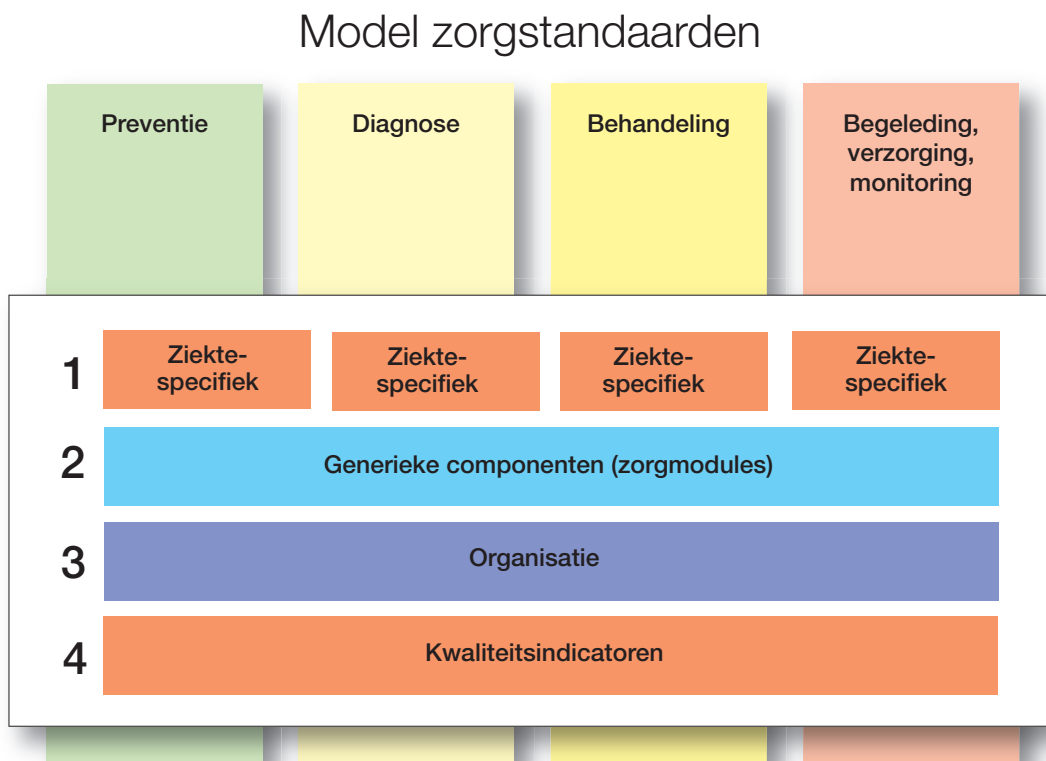 Model zorgstandaarden
Preventie
Diagnose
Behandeling
Begeleding,
verzorging,
monitoring
1
Ziekte-
specifiek
Ziekte-
specifiek
Ziekte-
specifiek
Ziekte-
specifiek
2
Generieke componenten (zorgmodules)
3
Organisatie
4
Kwaliteitsindicatoren